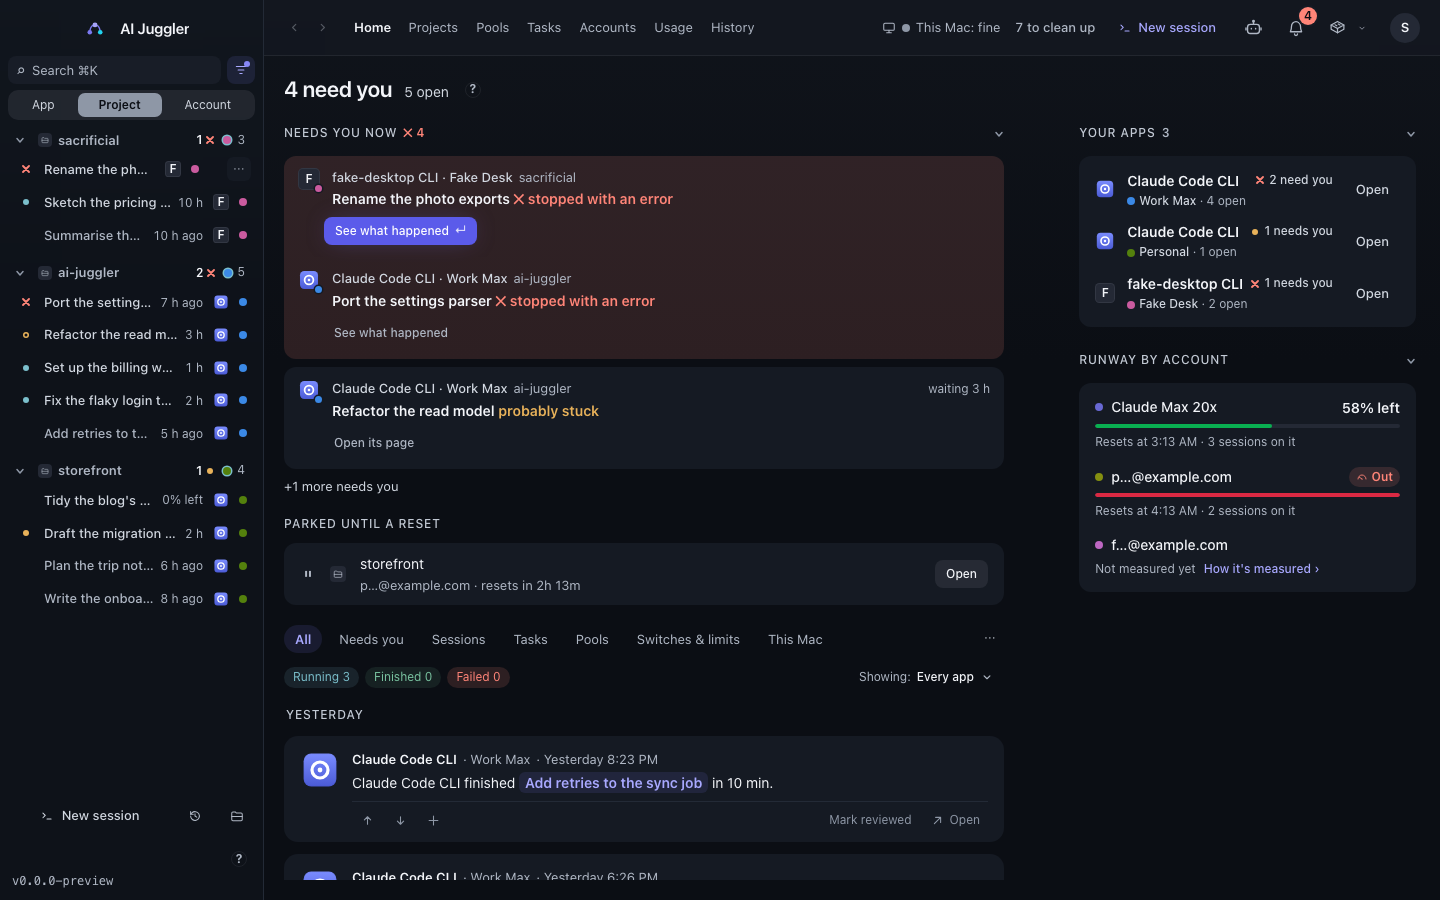 AI Juggler
Search ⌘K
App Project Account
sacrificial 1 3
Rename the ph... F ...
Sketch the pricing ... 10 h F
Summarise th... 10 h ago F
ai-juggler 2 5
Port the setting... 7 h ago
Refactor the read m... 3 h
Set up the billing w... 1 h
Fix the flaky login t... 2 h
Add retries to t... 5 h ago
storefront 1 4
Tidy the blog's ... 0% left
Draft the migration ... 2 h
Plan the trip not... 6 h ago
Write the onboa... 8 h ago
New session
?
v0.0.0-preview
Home Projects Pools Tasks Accounts Usage History
This Mac: fine 7 to clean up New session 4 S
4 need you 5 open ?
NEEDS YOU NOW 4
F fake-desktop CLI · Fake Desk sacrificial
Rename the photo exports stopped with an error
See what happened ↵
Claude Code CLI · Work Max ai-juggler
Port the settings parser stopped with an error
See what happened
Claude Code CLI · Work Max ai-juggler waiting 3 h
Refactor the read model probably stuck
Open its page
+1 more needs you
PARKED UNTIL A RESET
storefront
p...@example.com · resets in 2h 13m
Open
All Needs you Sessions Tasks Pools Switches & limits This Mac ...
Running 3 Finished 0 Failed 0 Showing: Every app
YESTERDAY
Claude Code CLI · Work Max · Yesterday 8:23 PM
Claude Code CLI finished Add retries to the sync job in 10 min.
Mark reviewed Open
Claude Code CLI · Work Max · Yesterday 6:26 PM
YOUR APPS 3
Claude Code CLI 2 need you
Work Max · 4 open
Open
Claude Code CLI 1 needs you
Personal · 1 open
Open
F fake-desktop CLI 1 needs you
Fake Desk · 2 open
Open
RUNWAY BY ACCOUNT
Claude Max 20x 58% left
Resets at 3:13 AM · 3 sessions on it
p...@example.com Out
Resets at 4:13 AM · 2 sessions on it
f...@example.com
Not measured yet How it's measured ›